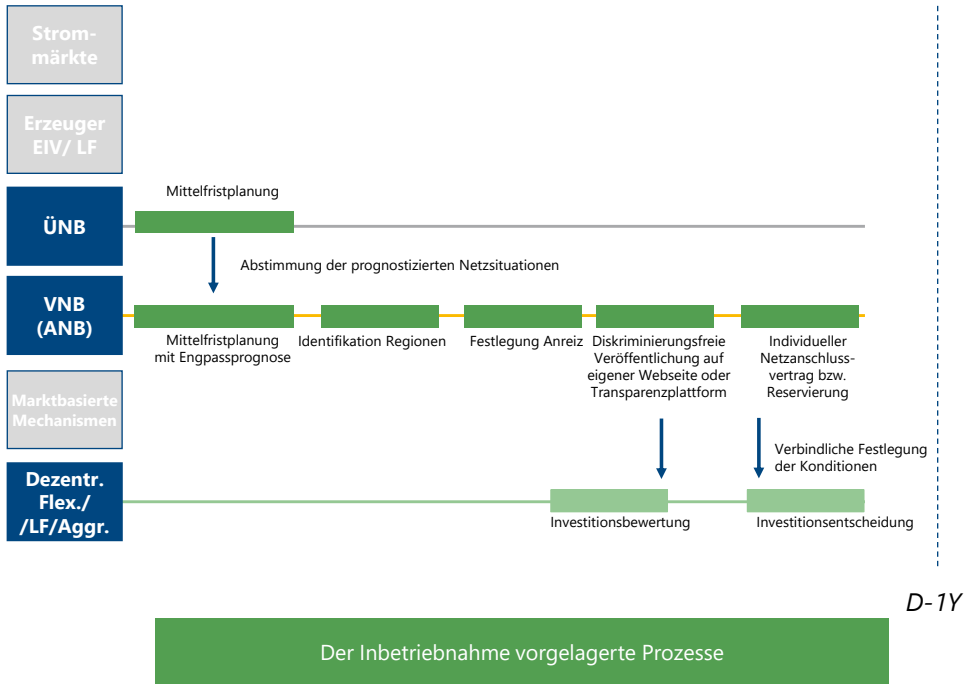 Strom-
märkte
Erzeuger
EIV/ LF
ÜNB
Mittelfristplanung
Abstimmung der prognostizierten Netzsituationen
VNB
(ANB)
Mittelfristplanung
mit Engpassprognose
Identifikation Regionen
Festlegung Anreiz
Diskriminierungsfreie
Veröffentlichung auf
eigener Webseite oder
Transparenzplattform
Individueller
Netzanschluss-
vertrag bzw.
Reservierung
Marktbasierte
Mechanismen
Verbindliche Festlegung
der Konditionen
Dezentr.
Flex./
/LF/Aggr.
Investitionsbewertung
Investitionsentscheidung
D-1Y
Der Inbetriebnahme vorgelagerte Prozesse